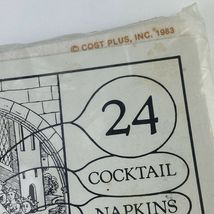 © COST PLUS, INC. 1983
24
COCKTAIL
NAPKINS